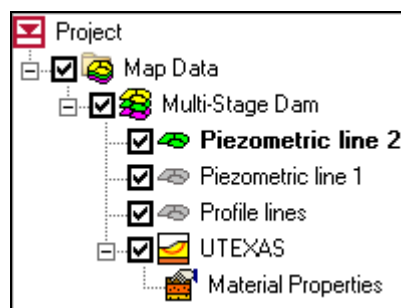 Project
Map Data
Multi-Stage Dam
Piezometric line 2
Piezometric line 1
Profile lines
UTEXAS
Material Properties